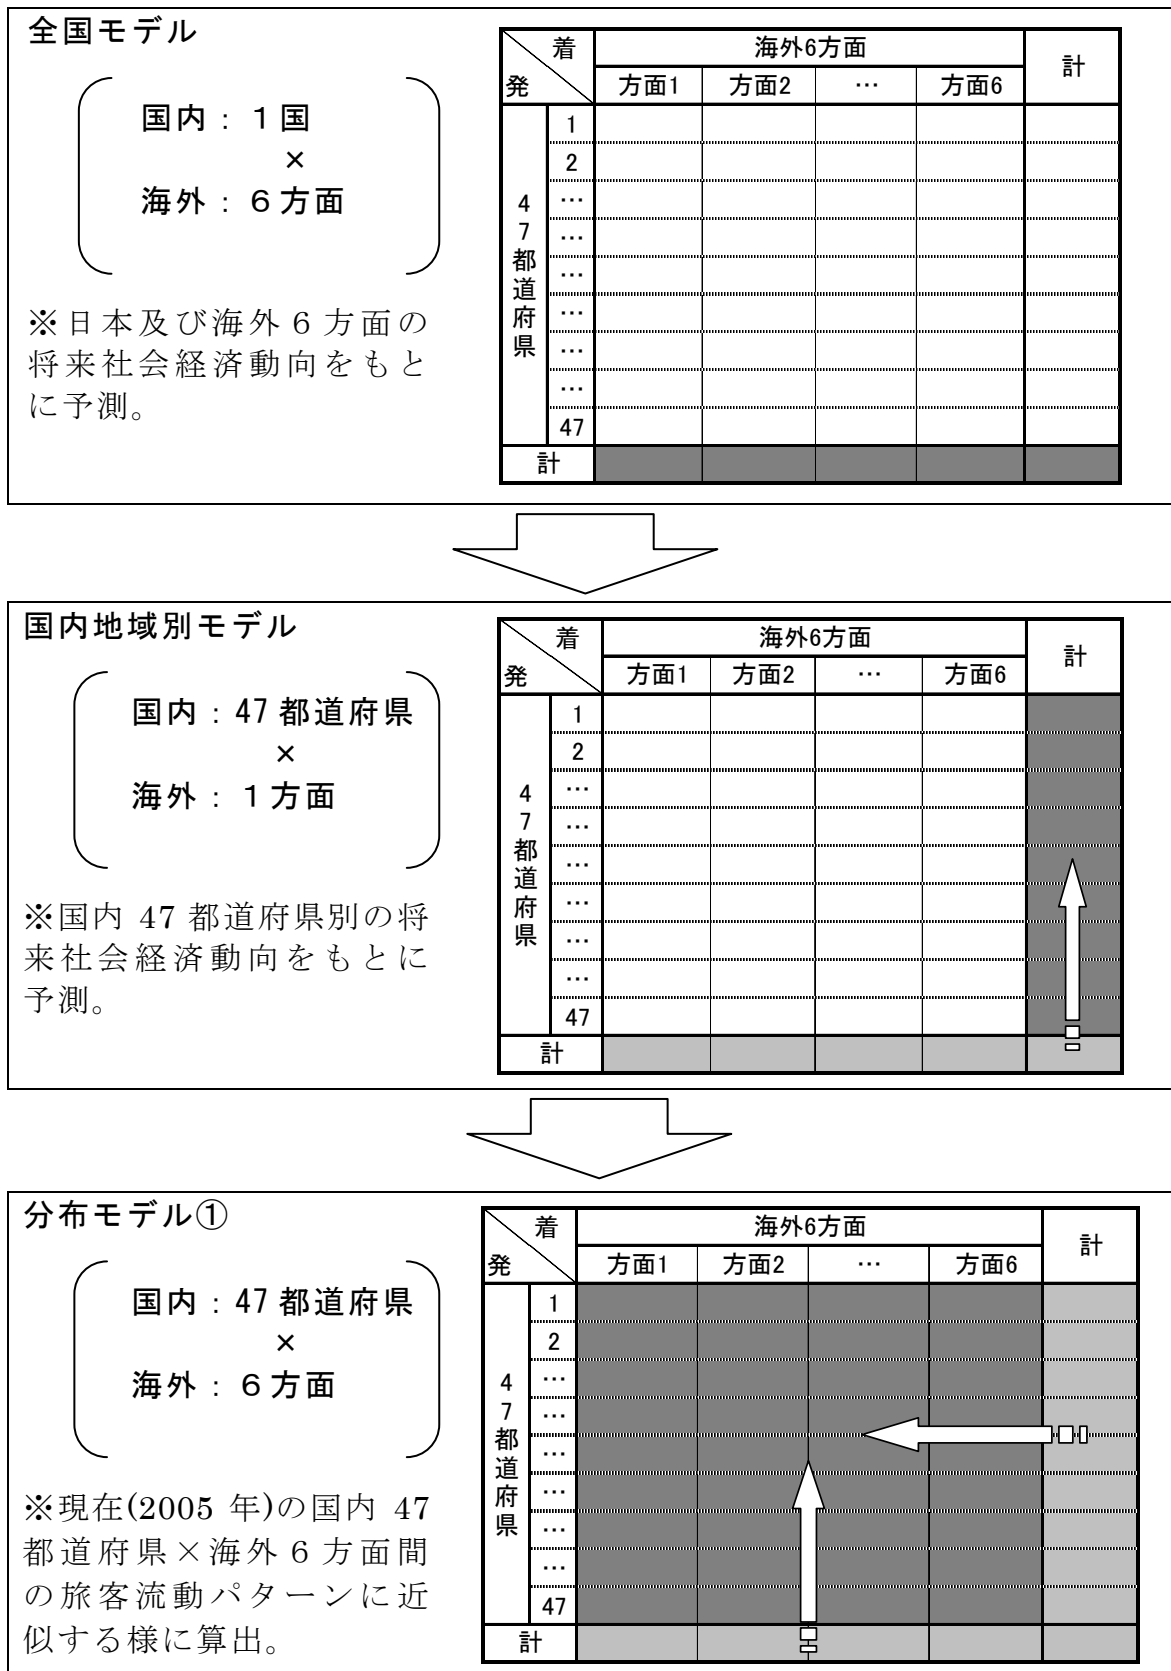 全国モデル
国内：１国
×
海外：６方面
※日本及び海外６方面の
将来社会経済動向をもと
に予測。
着
発
海外6方面
計
方面1
方面2
…
方面6
47都道府県
1
2
…
…
…
…
…
…
47
計
国内地域別モデル
国内：47都道府県
×
海外：１方面
※国内 47 都道府県別の将
来社会経済動向をもとに
予測。
着
発
海外6方面
計
方面1
方面2
…
方面6
47都道府県
1
2
…
…
…
…
…
…
47
計
分布モデル①
国内：47都道府県
×
海外：６方面
※現在(2005 年)の国内 47
都道府県×海外６方面間
の旅客流動パターンに近
似する様に算出。
着
発
海外6方面
計
方面1
方面2
…
方面6
47都道府県
1
2
…
…
…
…
…
…
47
計